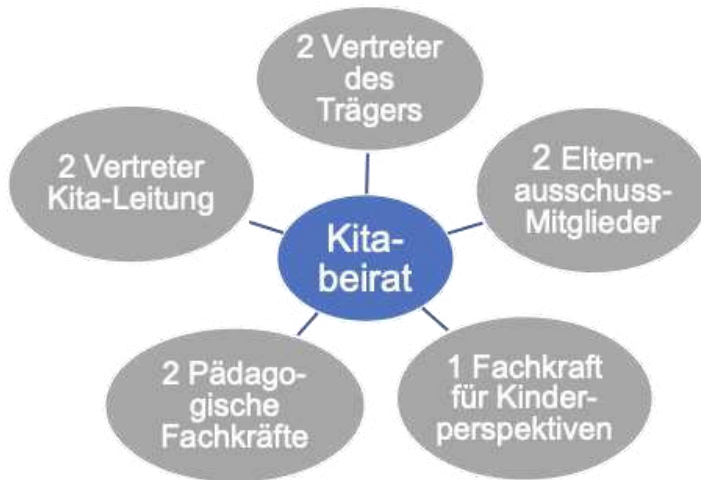 2 Vertreter
des
Trägers
2 Vertreter
Kita-Leitung
2 Eltern-
ausschuss-
Mitglieder
Kita-
beirat
2 Pädago-
gische
Fachkräfte
1 Fachkraft
für Kinder-
perspektiven